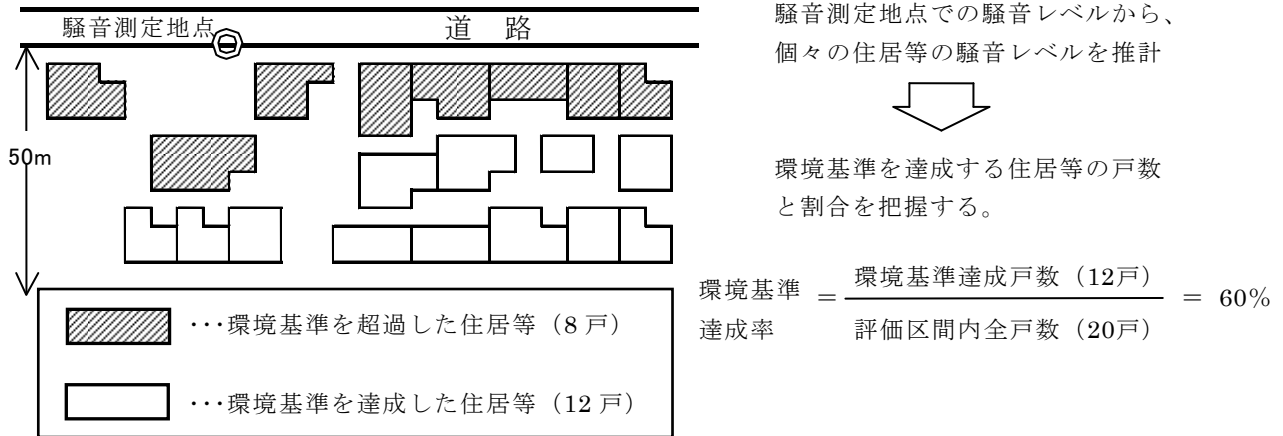 騒音測定地点
道 路
50m
・・・環境基準を超過した住居等（8 戸）
・・・環境基準を達成した住居等（12 戸）
騒音測定地点での騒音レベルから、
個々の住居等の騒音レベルを推計
環境基準を達成する住居等の戸数
と割合を把握する。
環境基準
達成率
＝
環境基準達成戸数（12戸）
評価区間内全戸数（20戸）
＝ 60%